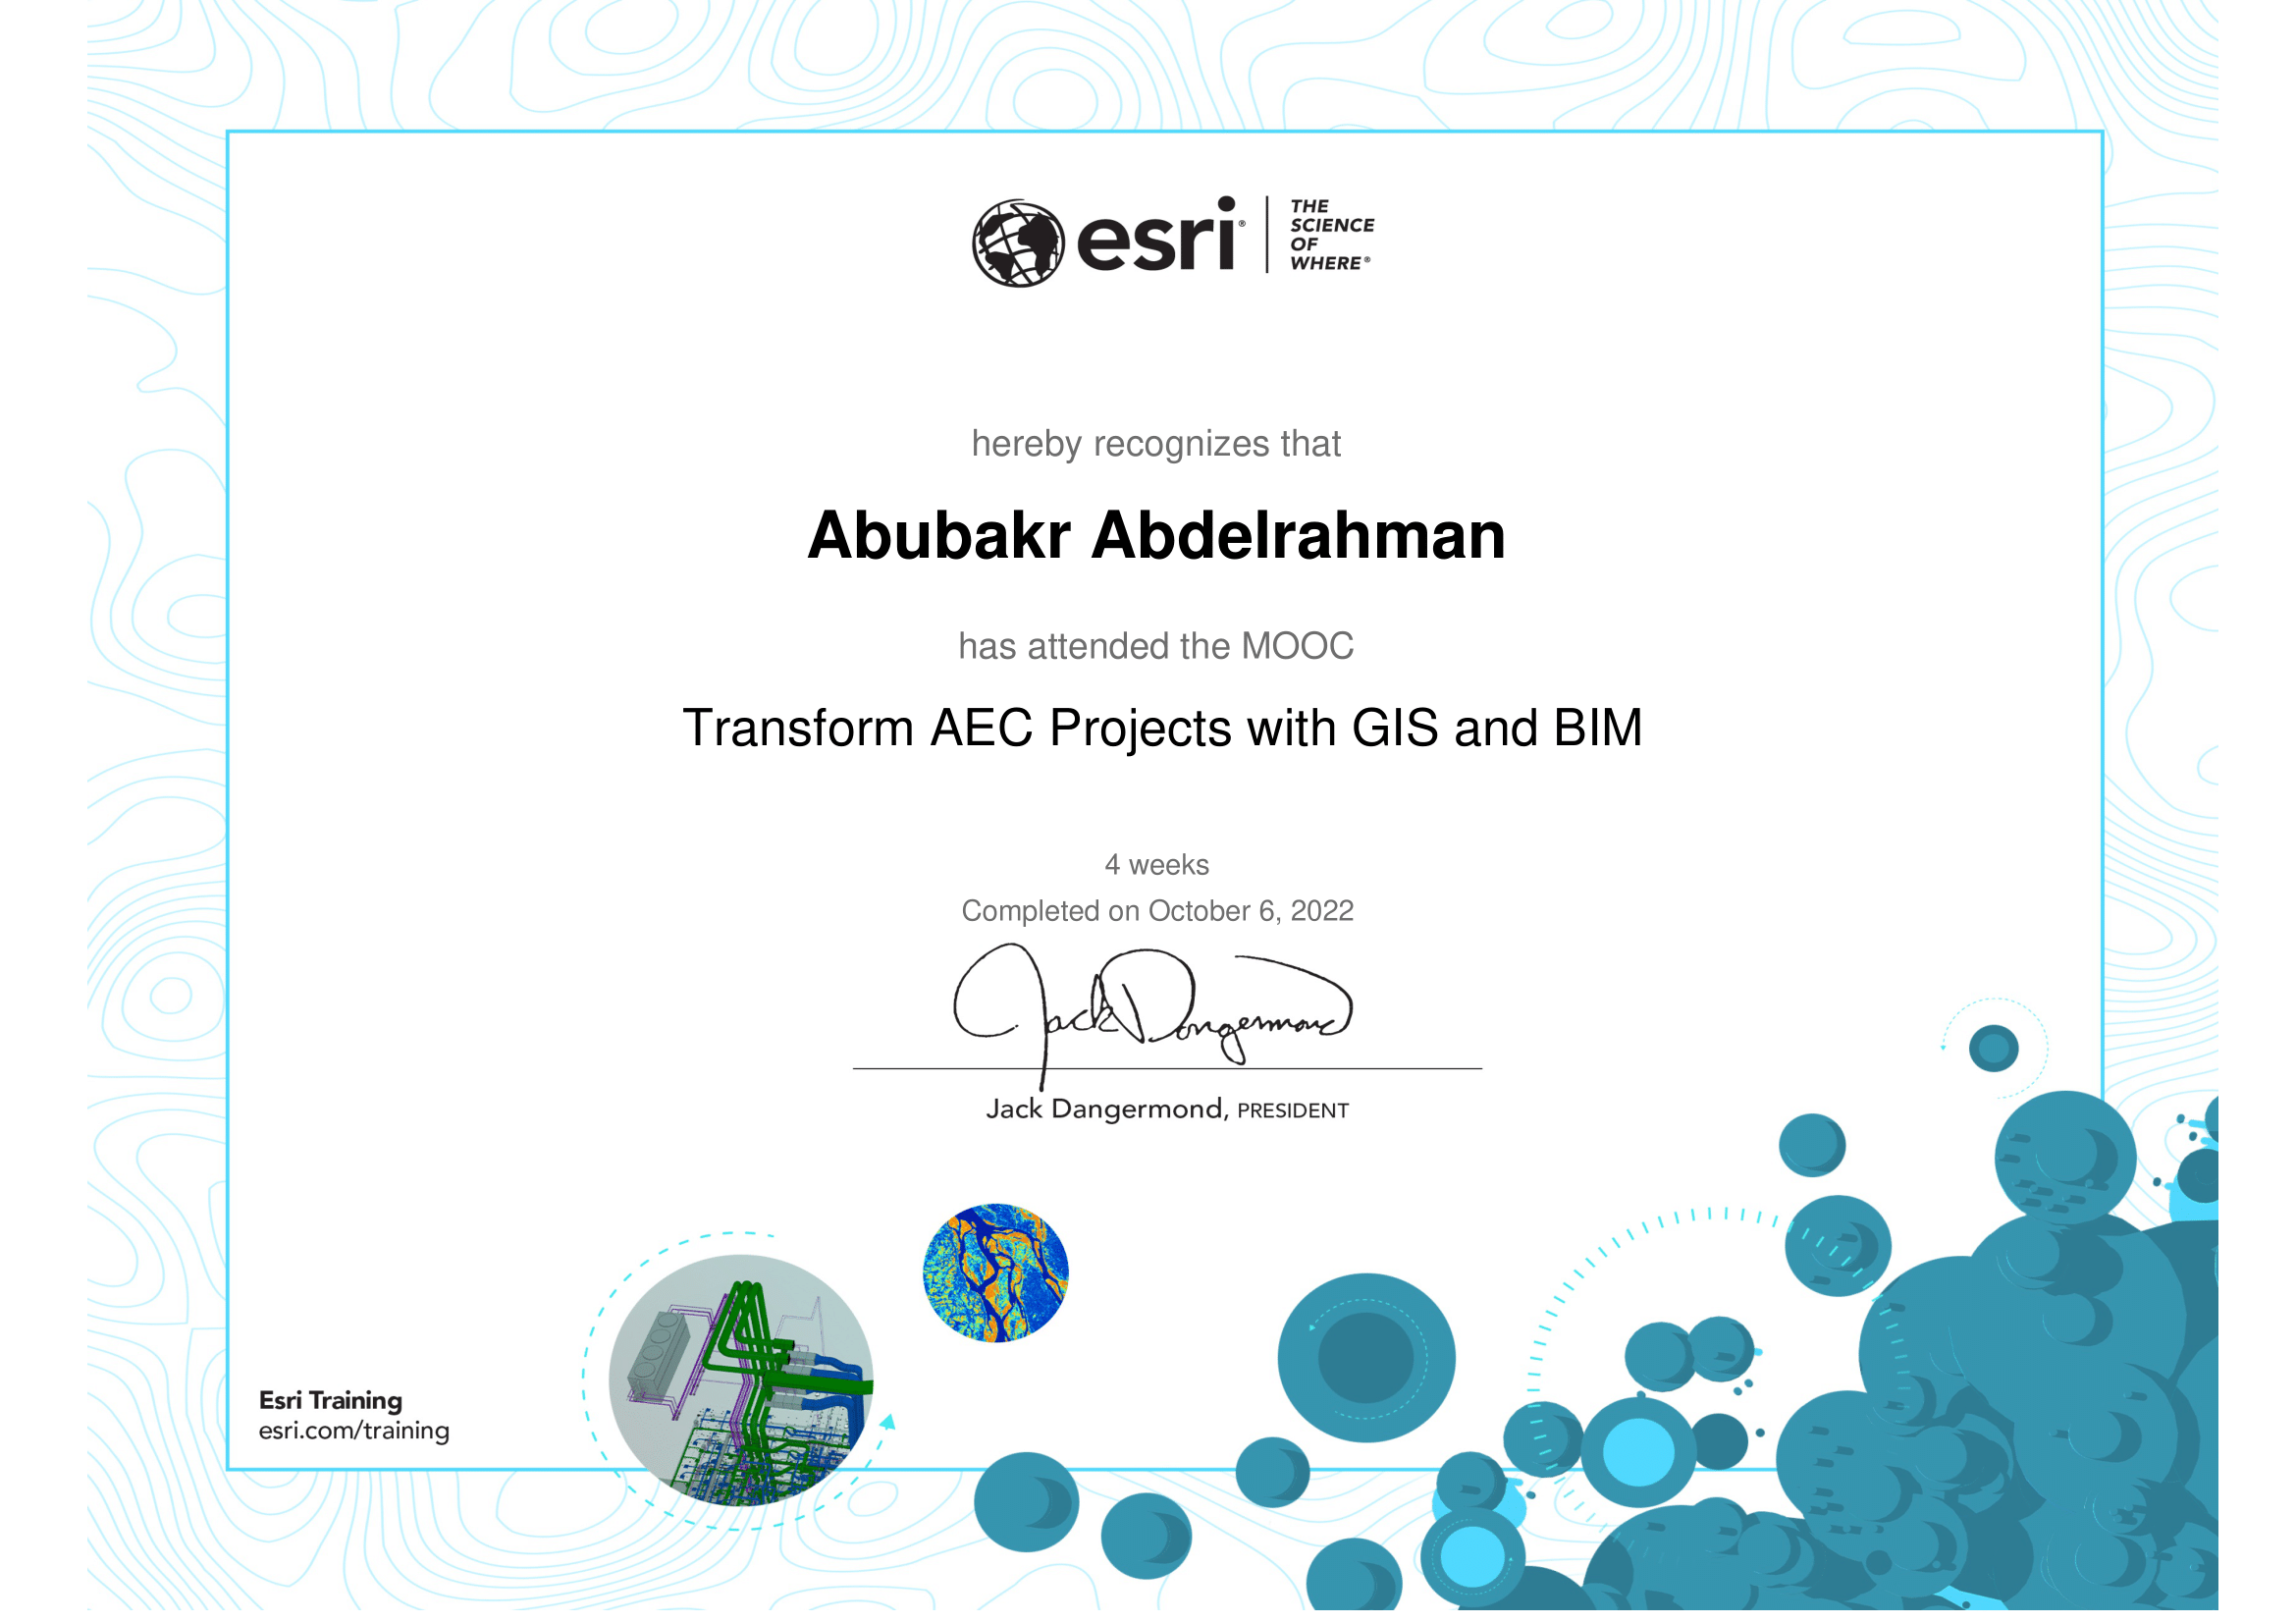 esri®
THE
SCIENCE
OF
WHERE®
hereby recognizes that
Abubakr Abdelrahman
has attended the MOOC
Transform AEC Projects with GIS and BIM
4 weeks
Completed on October 6, 2022
Jack Dangermond
Jack Dangermond, PRESIDENT
Esri Training
esri.com/training